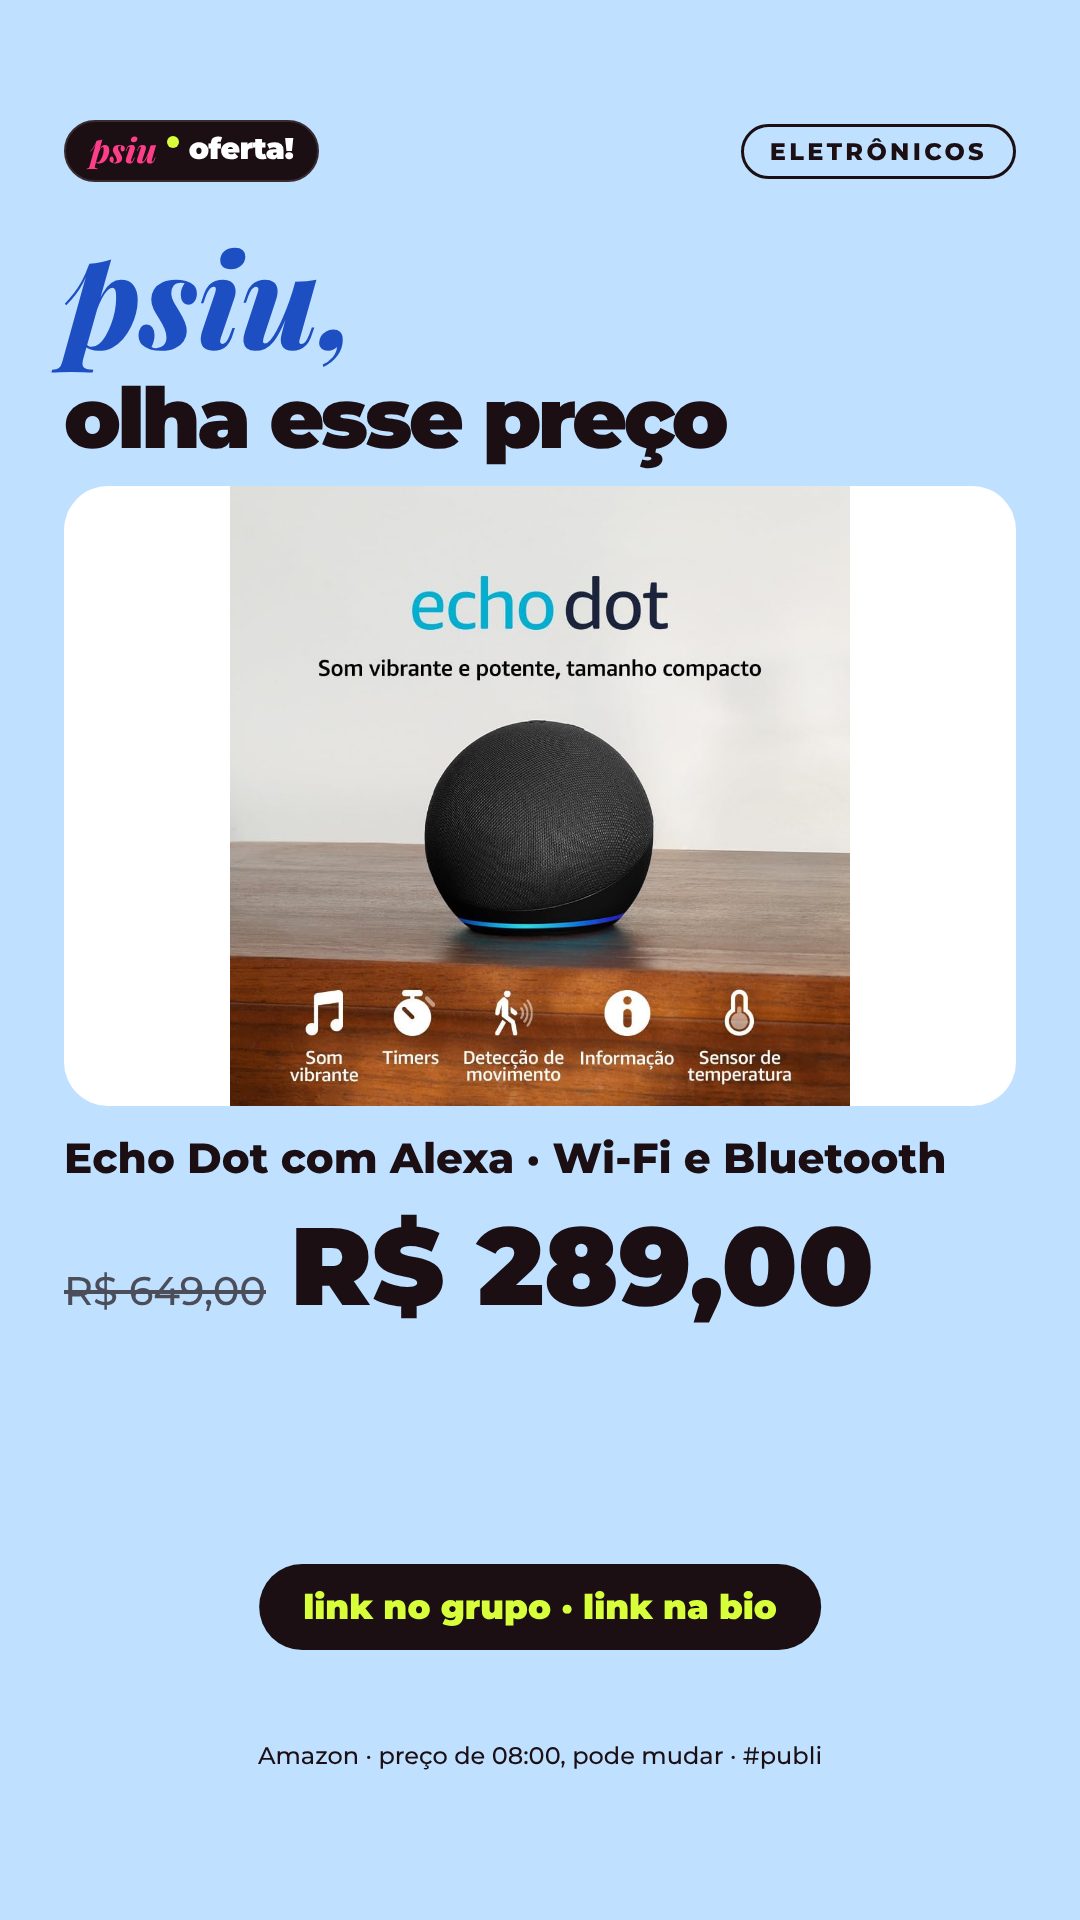 psiu • oferta!
ELETRÔNICOS
psiu,
olha esse preço
echo dot
Som vibrante e potente, tamanho compacto
Som vibrante
Timers
Detecção de movimento
Informação
Sensor de temperatura
Echo Dot com Alexa · Wi-Fi e Bluetooth
R$ 649,00 R$ 289,00
link no grupo · link na bio
Amazon · preço de 08:00, pode mudar · #publi